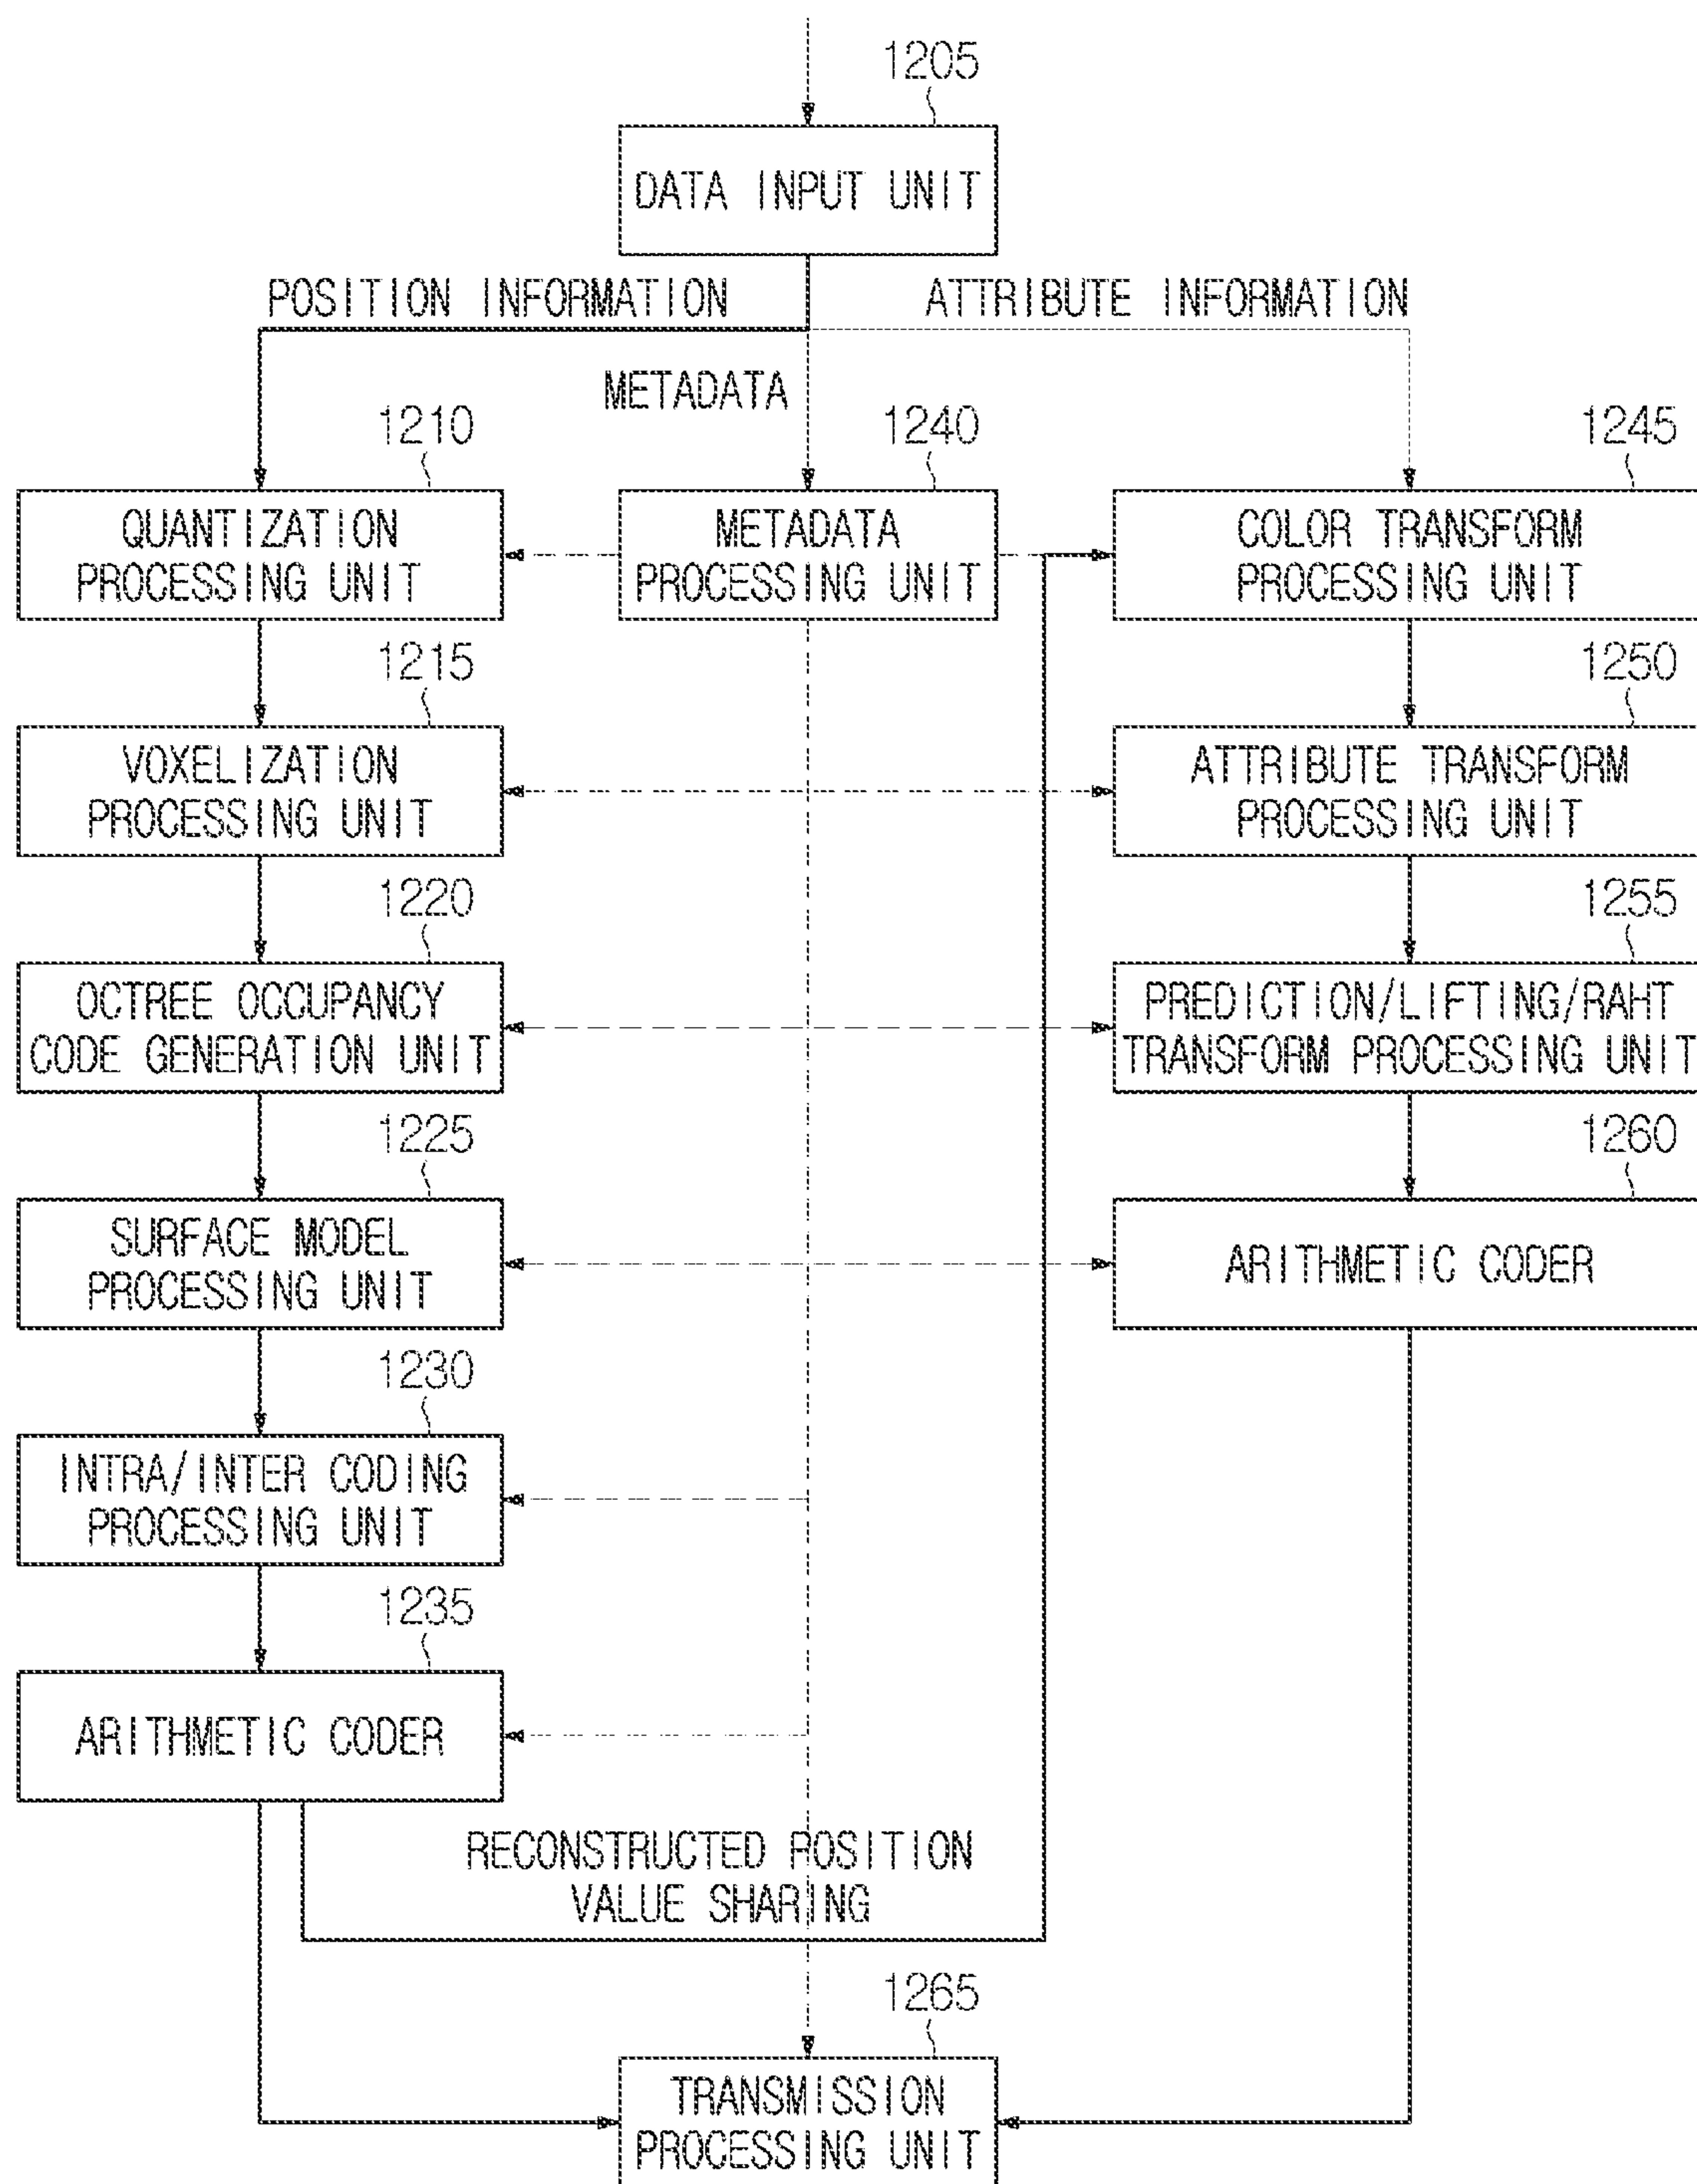 1205
DATA INPUT UNIT
POSITION INFORMATION
ATTRIBUTE INFORMATION
METADATA
1210
1240
1245
QUANTIZATION
PROCESSING UNIT
METADATA
PROCESSING UNIT
COLOR TRANSFORM
PROCESSING UNIT
1215
1250
VOXELIZATION
PROCESSING UNIT
ATTRIBUTE TRANSFORM
PROCESSING UNIT
1220
1255
OCTREE OCCUPANCY
CODE GENERATION UNIT
PREDICTION/LIFTING/RAHT
TRANSFORM PROCESSING UNIT
1225
1260
SURFACE MODEL
PROCESSING UNIT
ARITHMETIC CODER
1230
INTRA/INTER CODING
PROCESSING UNIT
1235
ARITHMETIC CODER
RECONSTRUCTED POSITION
VALUE SHARING
1265
TRANSMISSION
PROCESSING UNIT